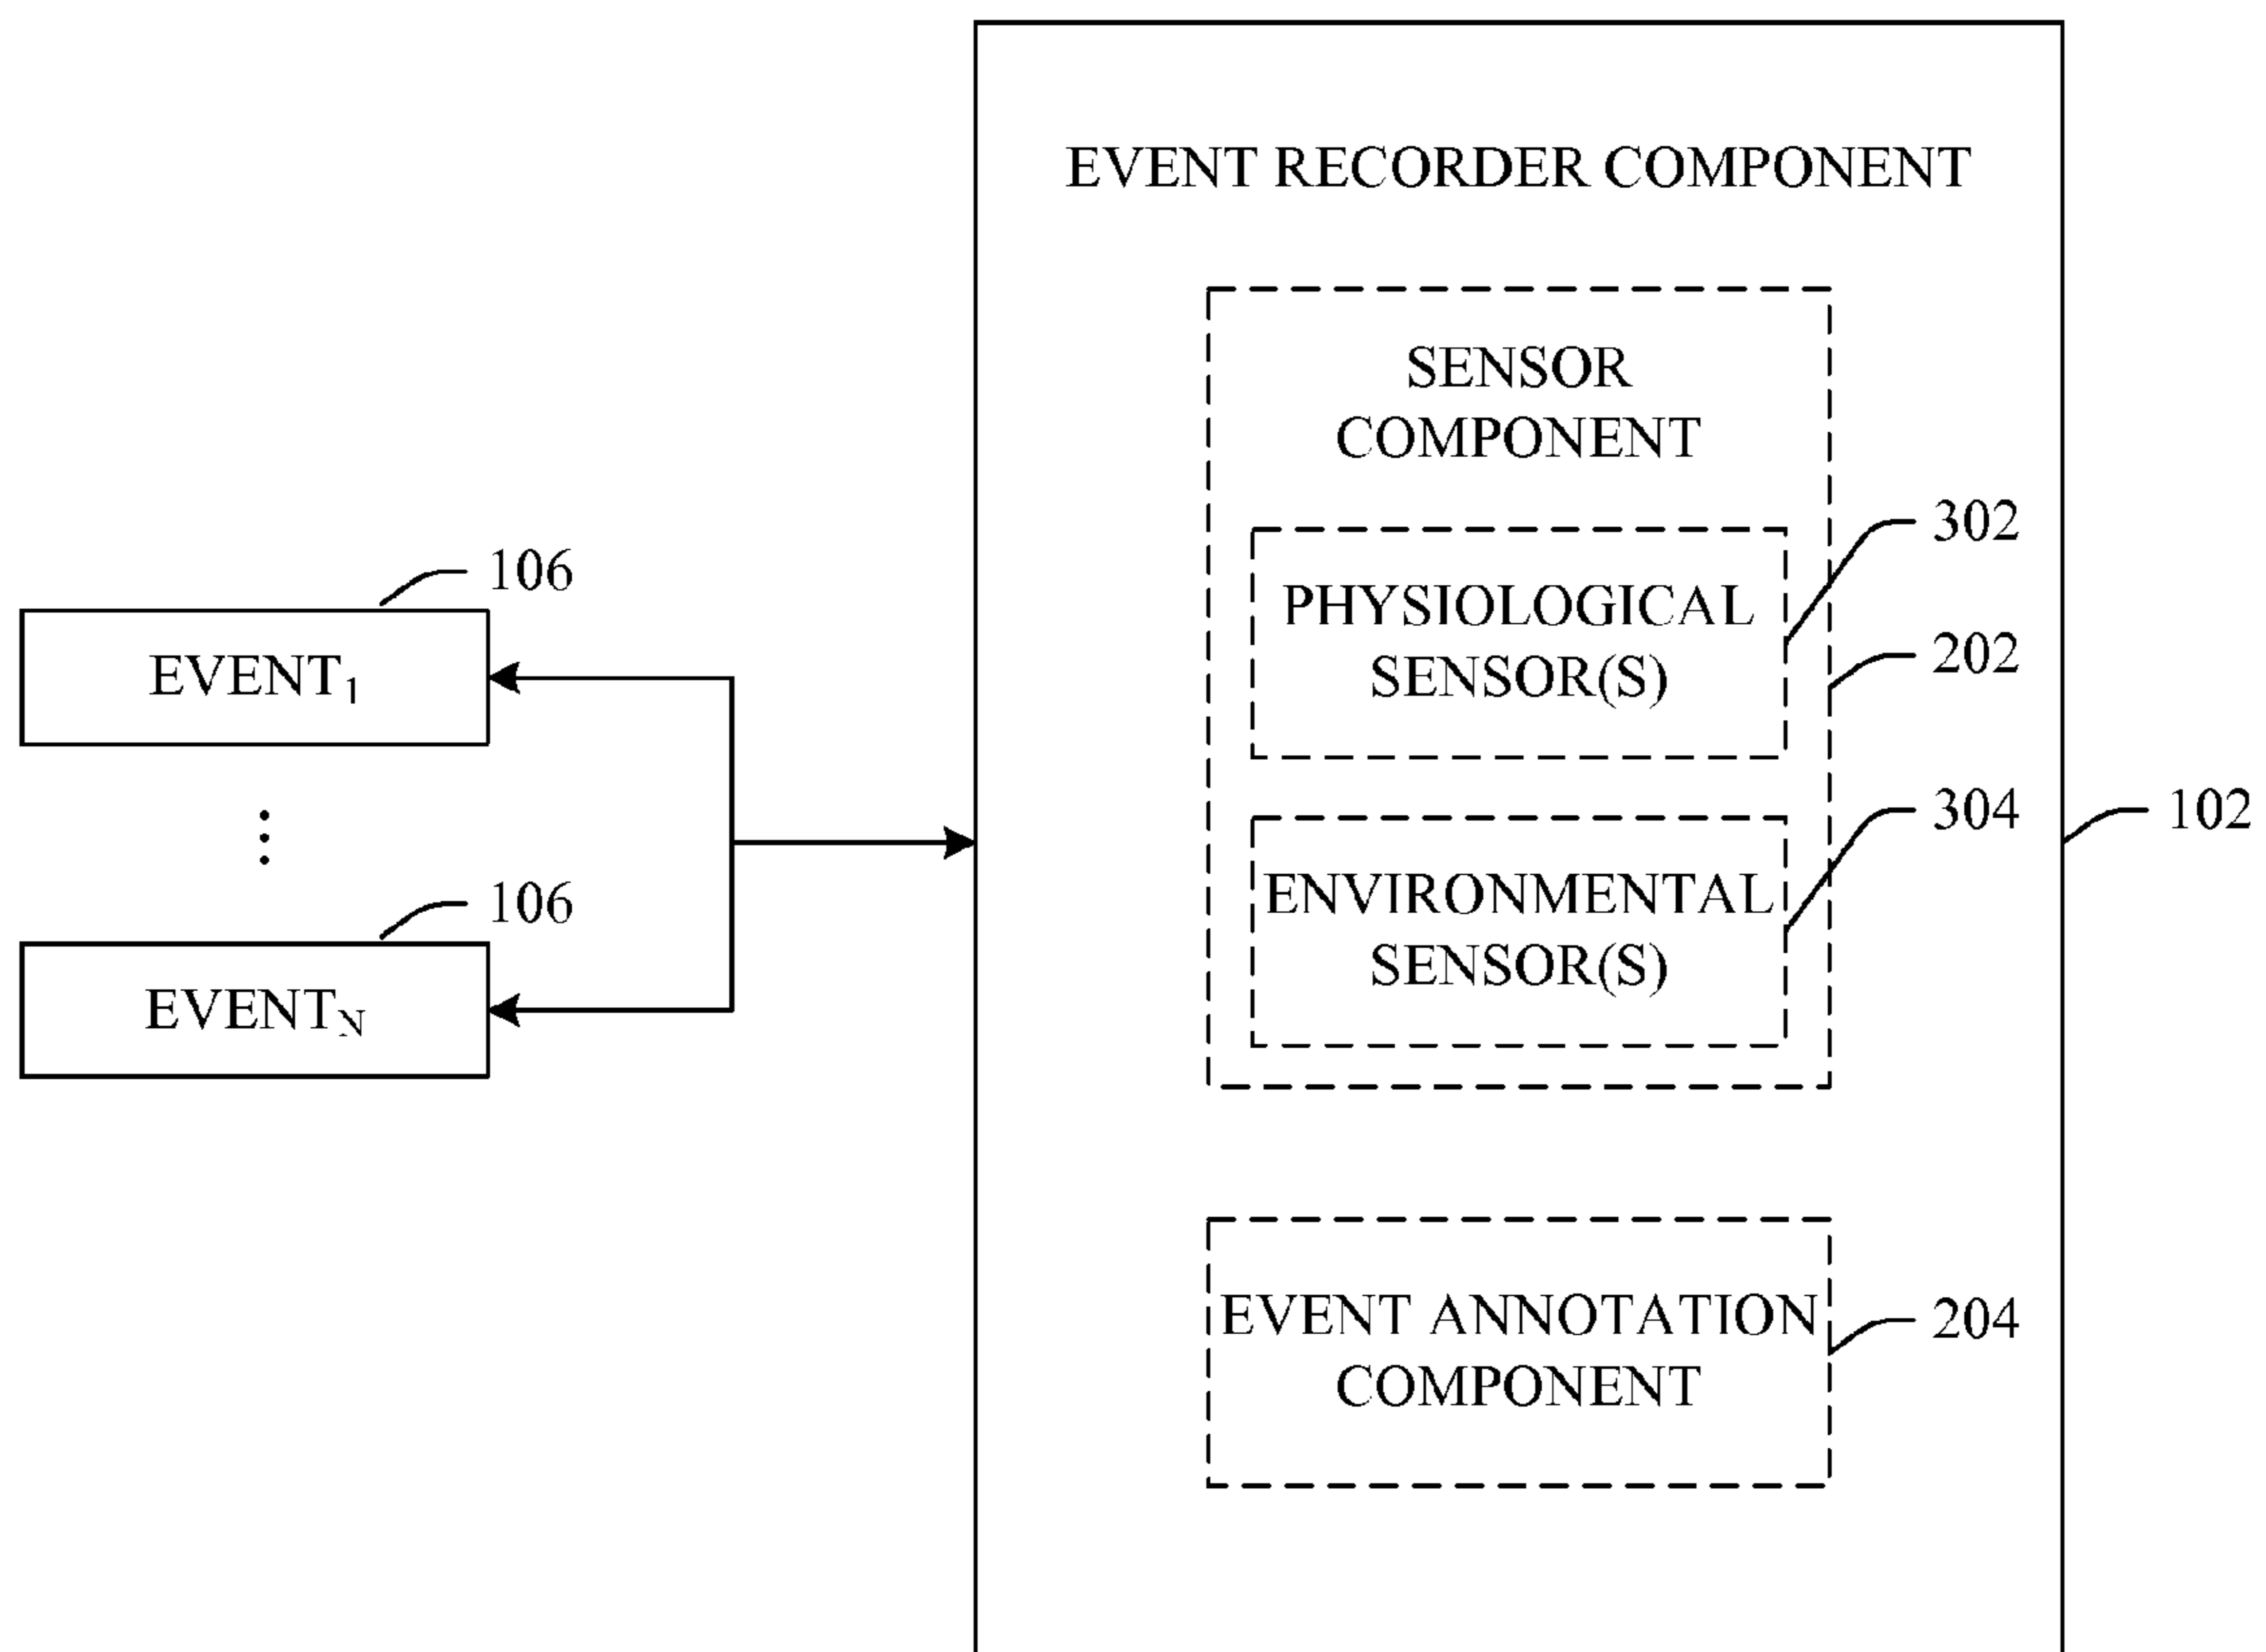 EVENT RECORDER COMPONENT
SENSOR
COMPONENT
302
PHYSIOLOGICAL
SENSOR(S)
202
106
EVENT1
304
102
ENVIRONMENTAL
SENSOR(S)
106
EVENTN
EVENT ANNOTATION
COMPONENT
204